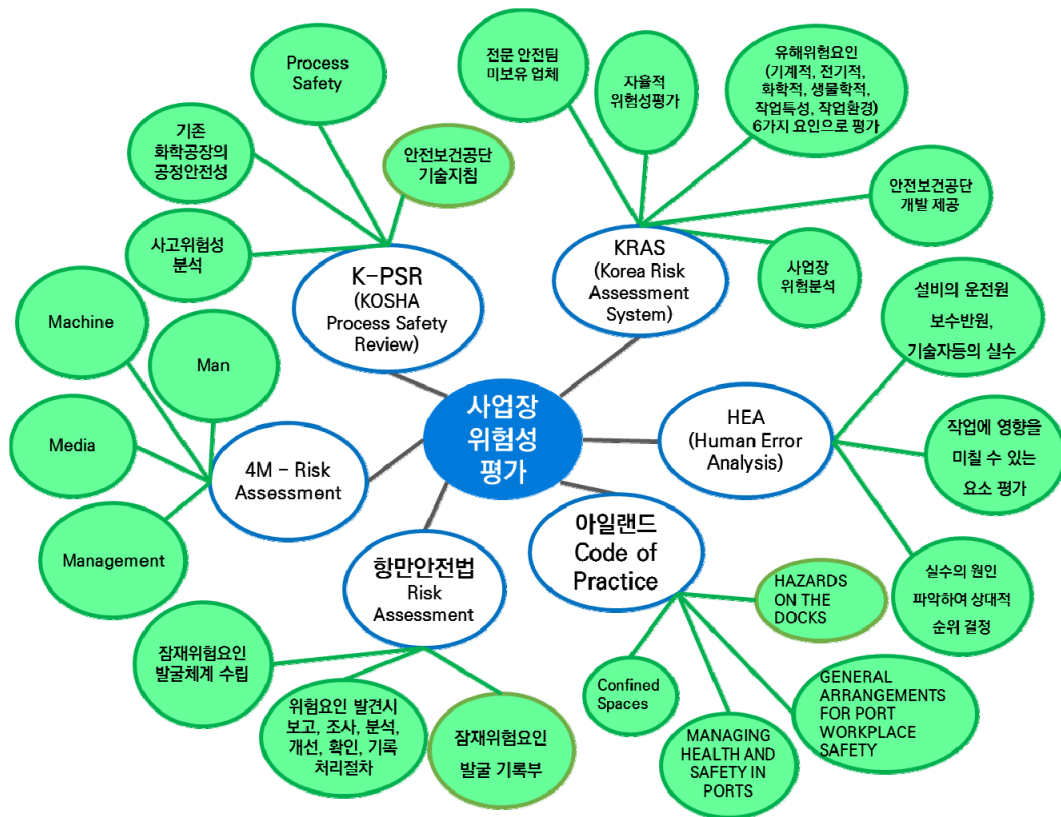 사업장
위험성
평가
K-PSR
(KOSHA
Process Safety
Review)
Process
Safety
기존
화학공장의
공정안전성
안전보건공단
기술지침
사고위험성
분석
KRAS
(Korea Risk
Assessment
System)
전문 안전팀
미보유 업체
자율적
위험성평가
유해위험요인
(기계적, 전기적,
화학적, 생물학적,
작업특성, 작업환경)
6가지 요인으로 평가
안전보건공단
개발 제공
사업장
위험분석
HEA
(Human Error
Analysis)
설비의 운전원
보수반원,
기술자등의 실수
작업에 영향을
미칠 수 있는
요소 평가
실수의 원인
파악하여 상대적
순위 결정
아일랜드
Code of
Practice
HAZARDS
ON THE
DOCKS
GENERAL
ARRANGEMENTS
FOR PORT
WORKPLACE
SAFETY
MANAGING
HEALTH AND
SAFETY IN
PORTS
Confined
Spaces
항만안전법
Risk
Assessment
잠재위험요인
발굴체계 수립
위험요인 발견시
보고, 조사, 분석,
개선, 확인, 기록
처리절차
잠재위험요인
발굴 기록부
4M - Risk
Assessment
Machine
Man
Media
Management